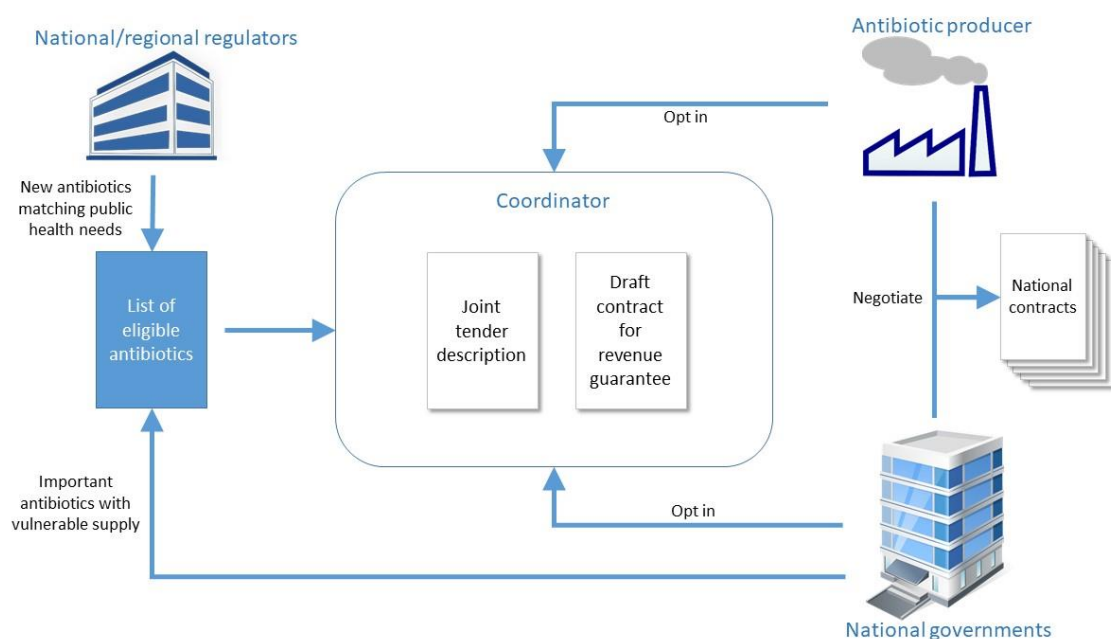 National/regional regulators
Antibiotic producer
Opt in
New antibiotics
matching public
health needs
Coordinator
List of
eligible
antibiotics
Joint
tender
description
Draft
contract
for
revenue
guarantee
Negotiate
National
contracts
Important
antibiotics with
vulnerable supply
Opt in
National governments